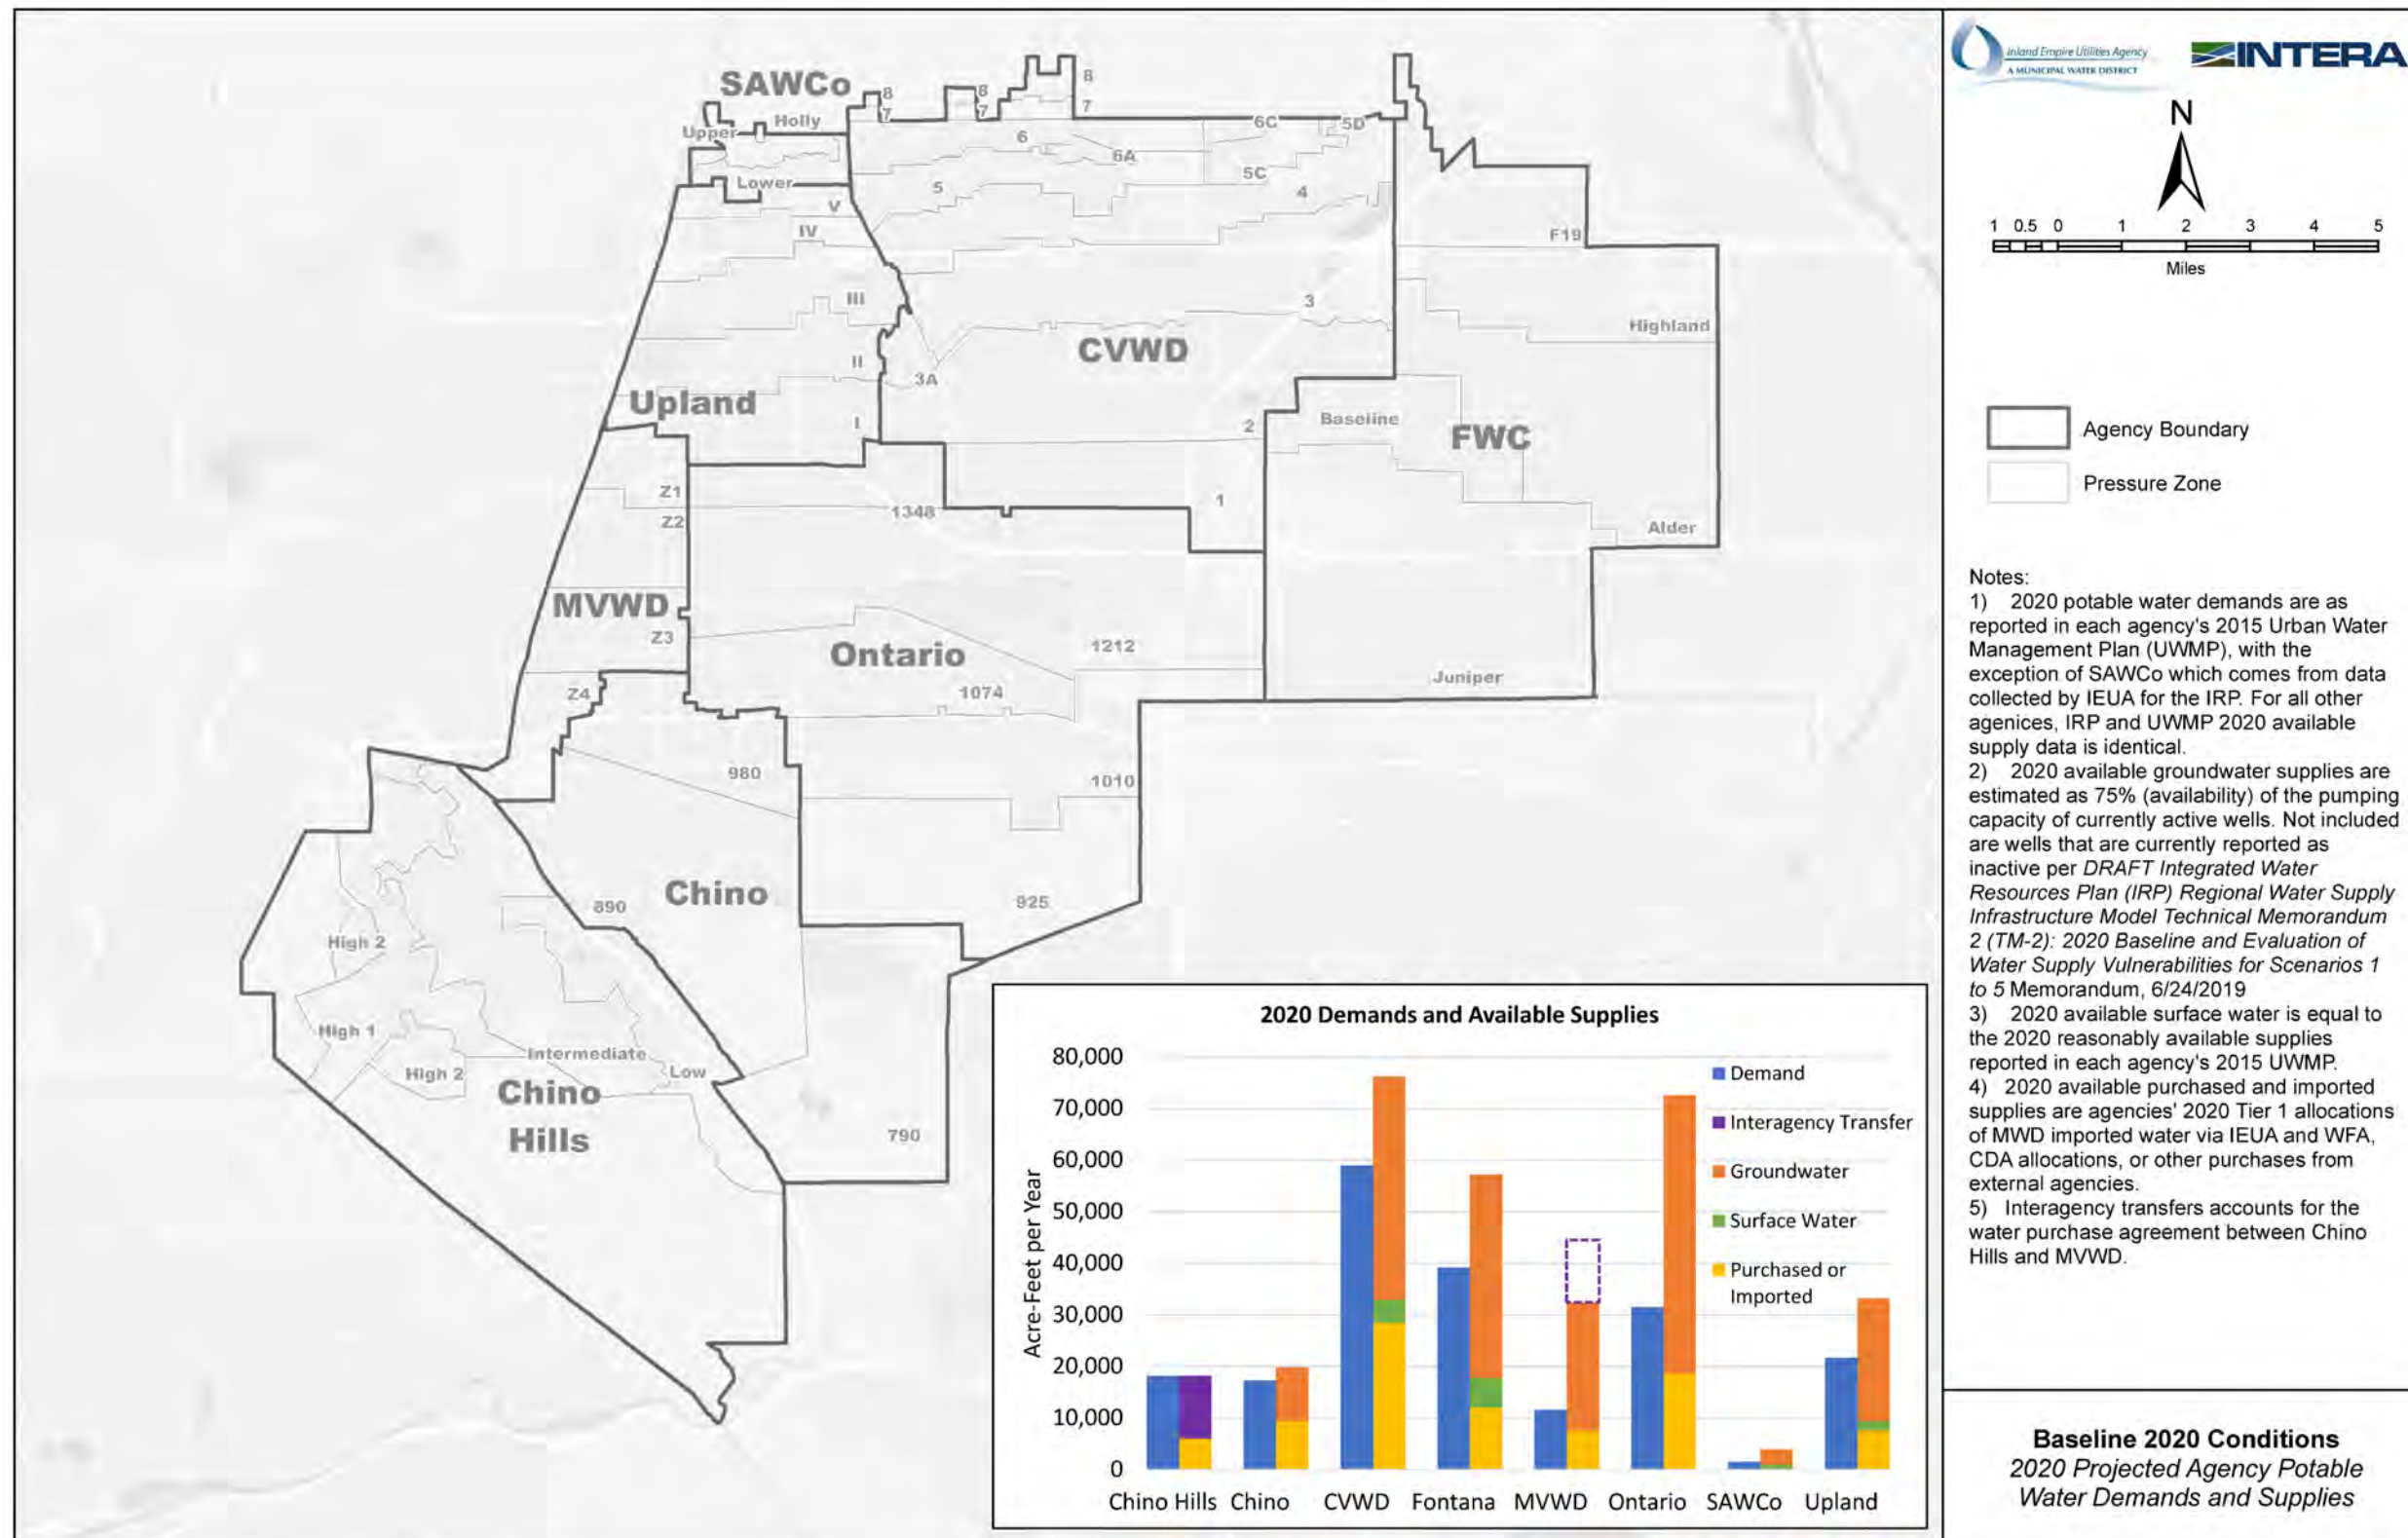 SAWCo
8
7
8
7
8
7
Upper
Holly
Lower
6
6A
6C
5D
5C
5
4
V
IV
III
II
I
Upland
3
3A
CVWD
2
1
F19
Highland
Baseline
FWC
Alder
Juniper
Z1
Z2
MVWD
Z3
Z4
1348
Ontario
1212
1074
980
1010
Chino
890
925
790
High 2
High 1
High 2
Intermediate
Low
Chino
Hills
2020 Demands and Available Supplies
Acre-Feet per Year
80,000
70,000
60,000
50,000
40,000
30,000
20,000
10,000
0
Demand
Interagency Transfer
Groundwater
Surface Water
Purchased or
Imported
Chino Hills Chino CVWD Fontana MVWD Ontario SAWCo Upland
Inland Empire Utilities Agency
A MUNICIPAL WATER DISTRICT
INTERA
N
1 0.5 0 1 2 3 4 5
Miles
Agency Boundary
Pressure Zone
Notes:
1) 2020 potable water demands are as
reported in each agency's 2015 Urban Water
Management Plan (UWMP), with the
exception of SAWCo which comes from data
collected by IEUA for the IRP. For all other
agenices, IRP and UWMP 2020 available
supply data is identical.
2) 2020 available groundwater supplies are
estimated as 75% (availability) of the pumping
capacity of currently active wells. Not included
are wells that are currently reported as
inactive per DRAFT Integrated Water
Resources Plan (IRP) Regional Water Supply
Infrastructure Model Technical Memorandum
2 (TM-2): 2020 Baseline and Evaluation of
Water Supply Vulnerabilities for Scenarios 1
to 5 Memorandum, 6/24/2019
3) 2020 available surface water is equal to
the 2020 reasonably available supplies
reported in each agency's 2015 UWMP.
4) 2020 available purchased and imported
supplies are agencies' 2020 Tier 1 allocations
of MWD imported water via IEUA and WFA,
CDA allocations, or other purchases from
external agencies.
5) Interagency transfers accounts for the
water purchase agreement between Chino
Hills and MVWD.
Baseline 2020 Conditions
2020 Projected Agency Potable
Water Demands and Supplies